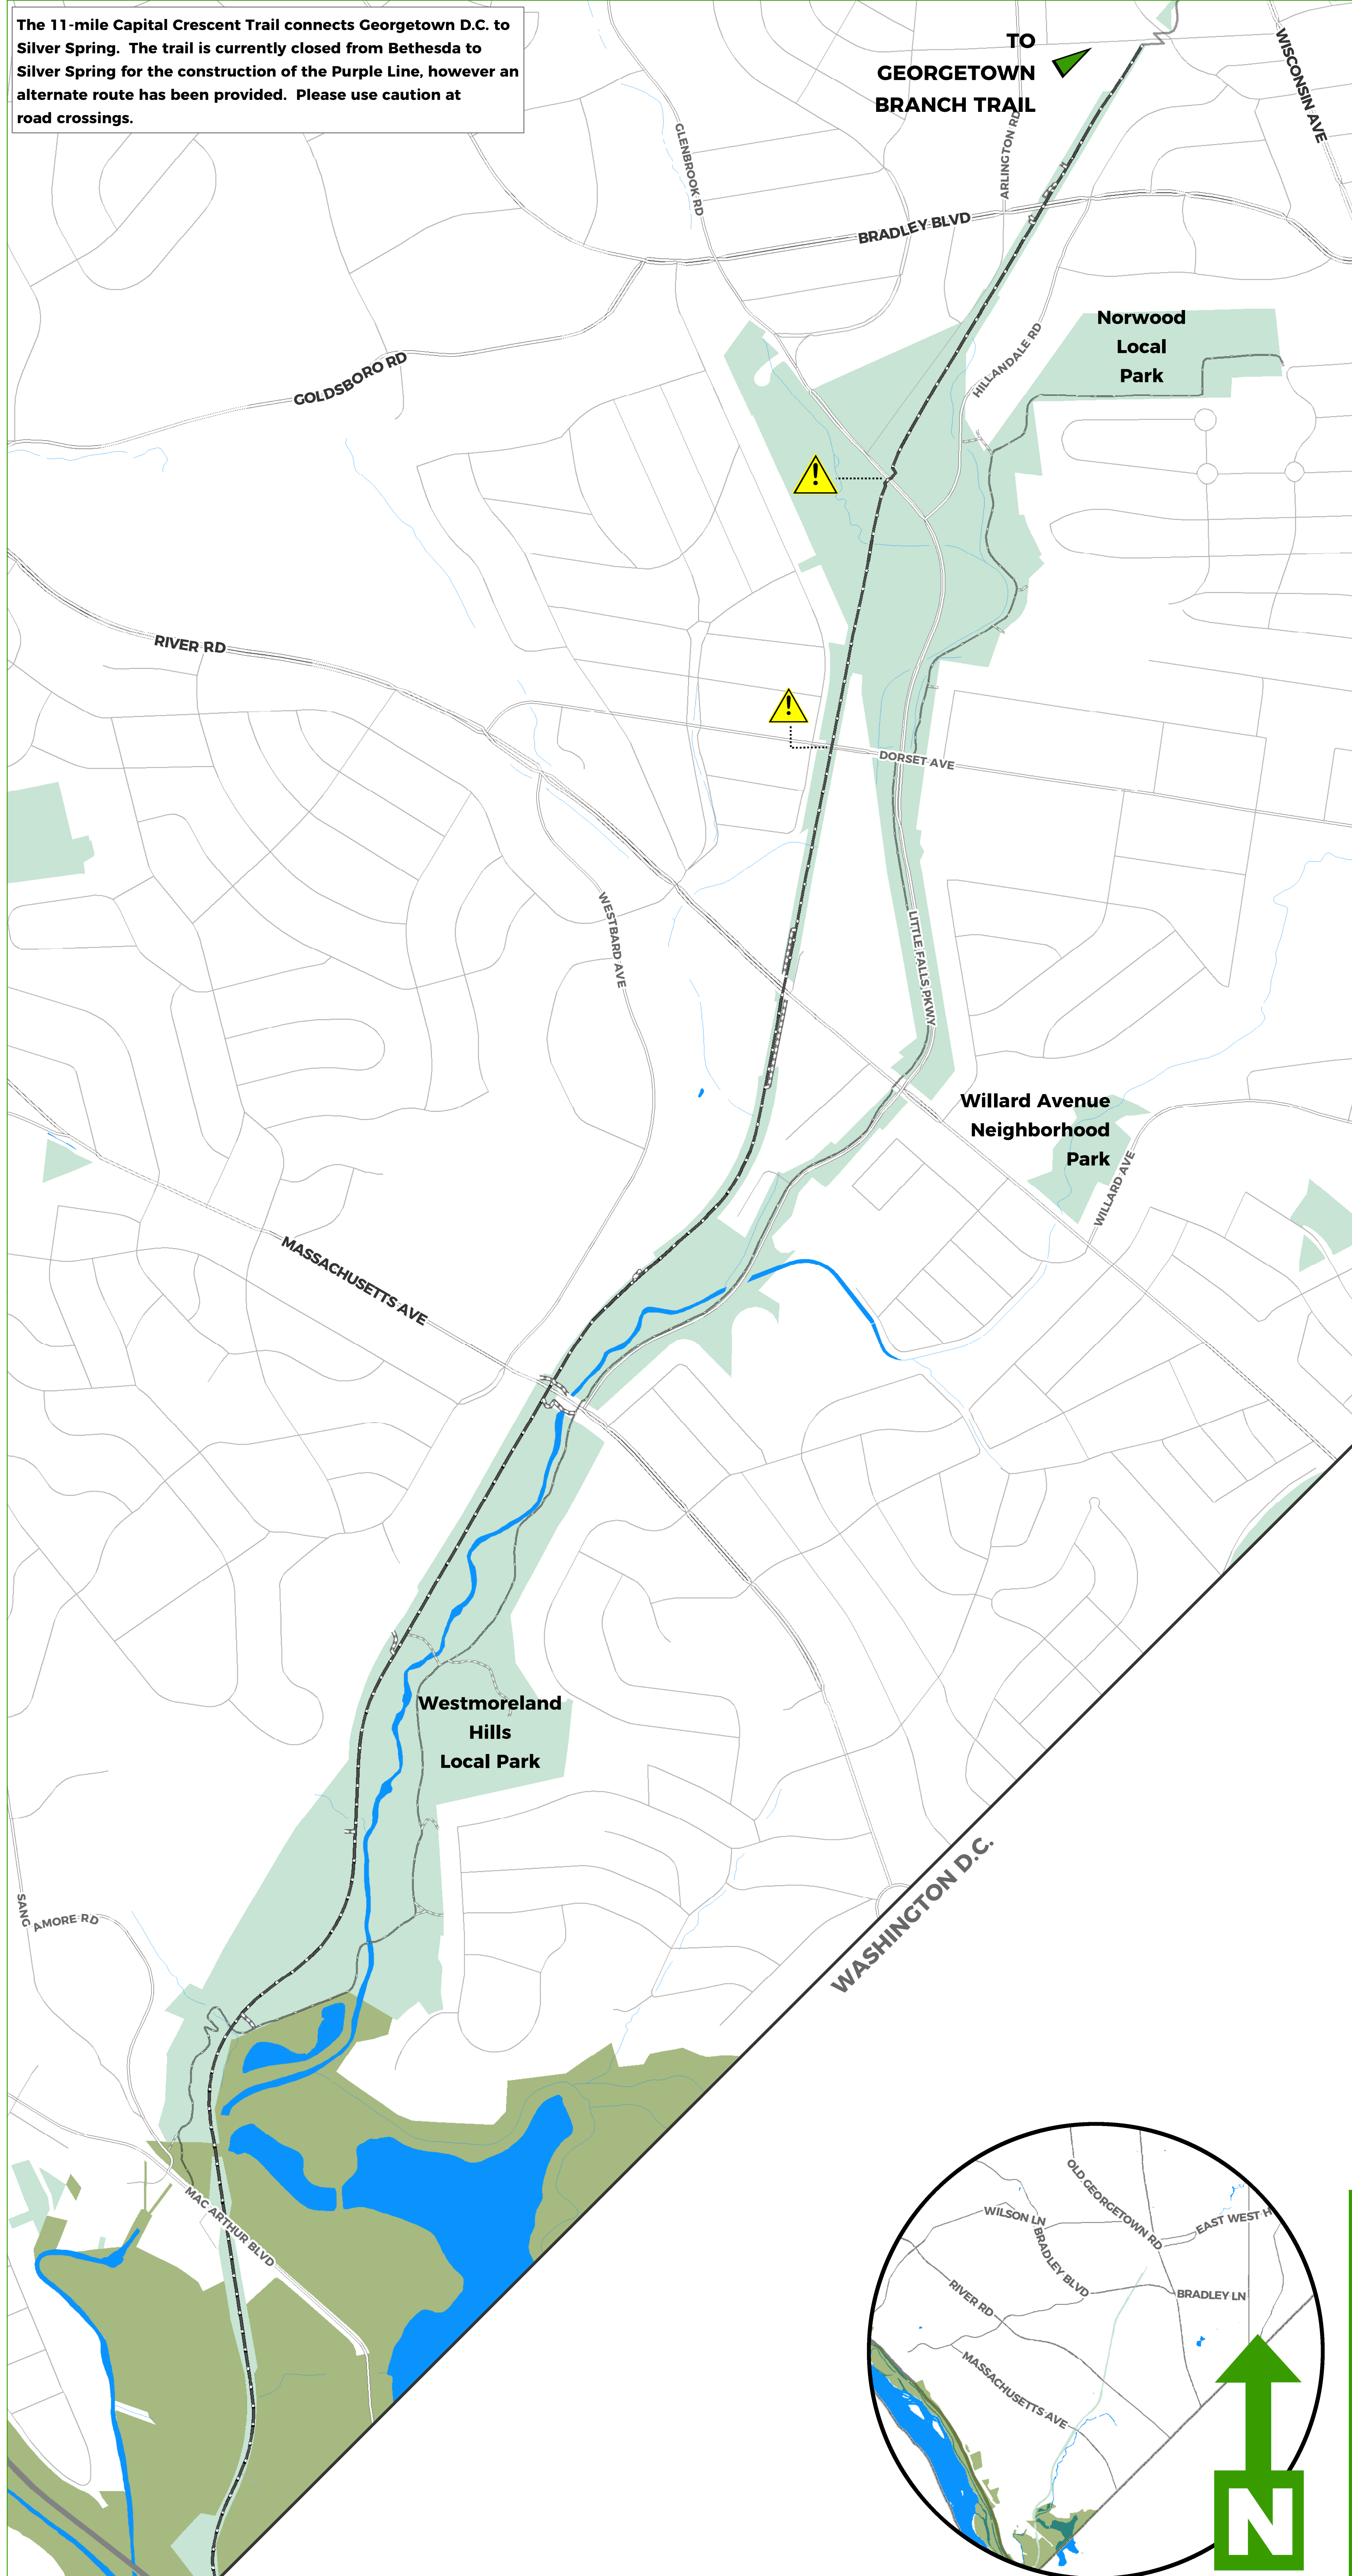 The 11-mile Capital Crescent Trail connects Georgetown D.C. to
Silver Spring. The trail is currently closed from Bethesda to
Silver Spring for the construction of the Purple Line, however an
alternate route has been provided. Please use caution at
road crossings.
TO
GEORGETOWN
BRANCH TRAIL
WISCONSIN AVE
GLENBROOK RD
ARLINGTON RD
BRADLEY BLVD
Norwood
Local
Park
HILLANDALE RD
GOLDSBORO RD
!
RIVER RD
!
DORSET AVE
WESTBARD AVE
LITTLE FALLS PKWY
Willard Avenue
Neighborhood
Park
WILLARD AVE
MASSACHUSETTS AVE
Westmoreland
Hills
Local Park
WASHINGTON D.C.
SANG
AMORE RD
MAC ARTHUR BLVD
OLD GEORGETOWN RD
WILSON LN
EAST WEST H
BRADLEY BLVD
RIVER RD
BRADLEY LN
MASSACHUSETTS AVE
N